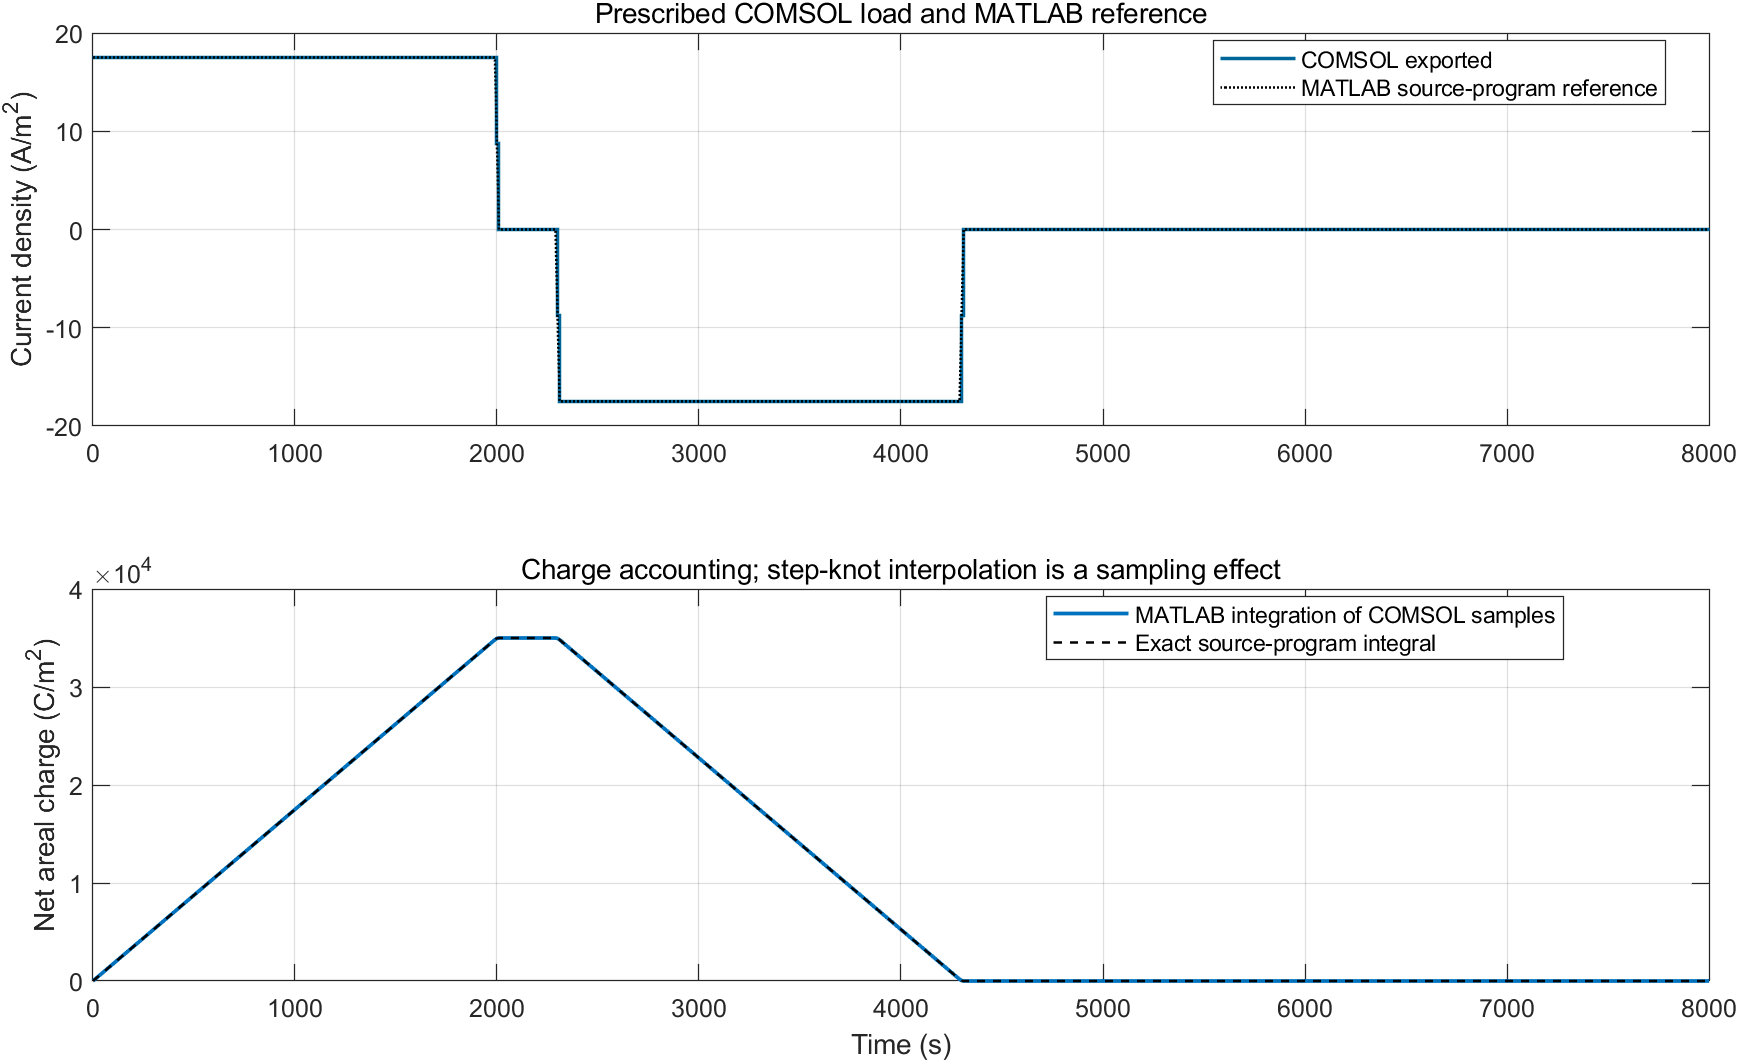 Prescribed COMSOL load and MATLAB reference
COMSOL exported
MATLAB source-program reference
Current density (A/m²)
20
10
0
-10
-20
0 1000 2000 3000 4000 5000 6000 7000 8000
Charge accounting; step-knot interpolation is a sampling effect
×10⁴
MATLAB integration of COMSOL samples
Exact source-program integral
Net areal charge (C/m²)
4
3
2
1
0
0 1000 2000 3000 4000 5000 6000 7000 8000
Time (s)